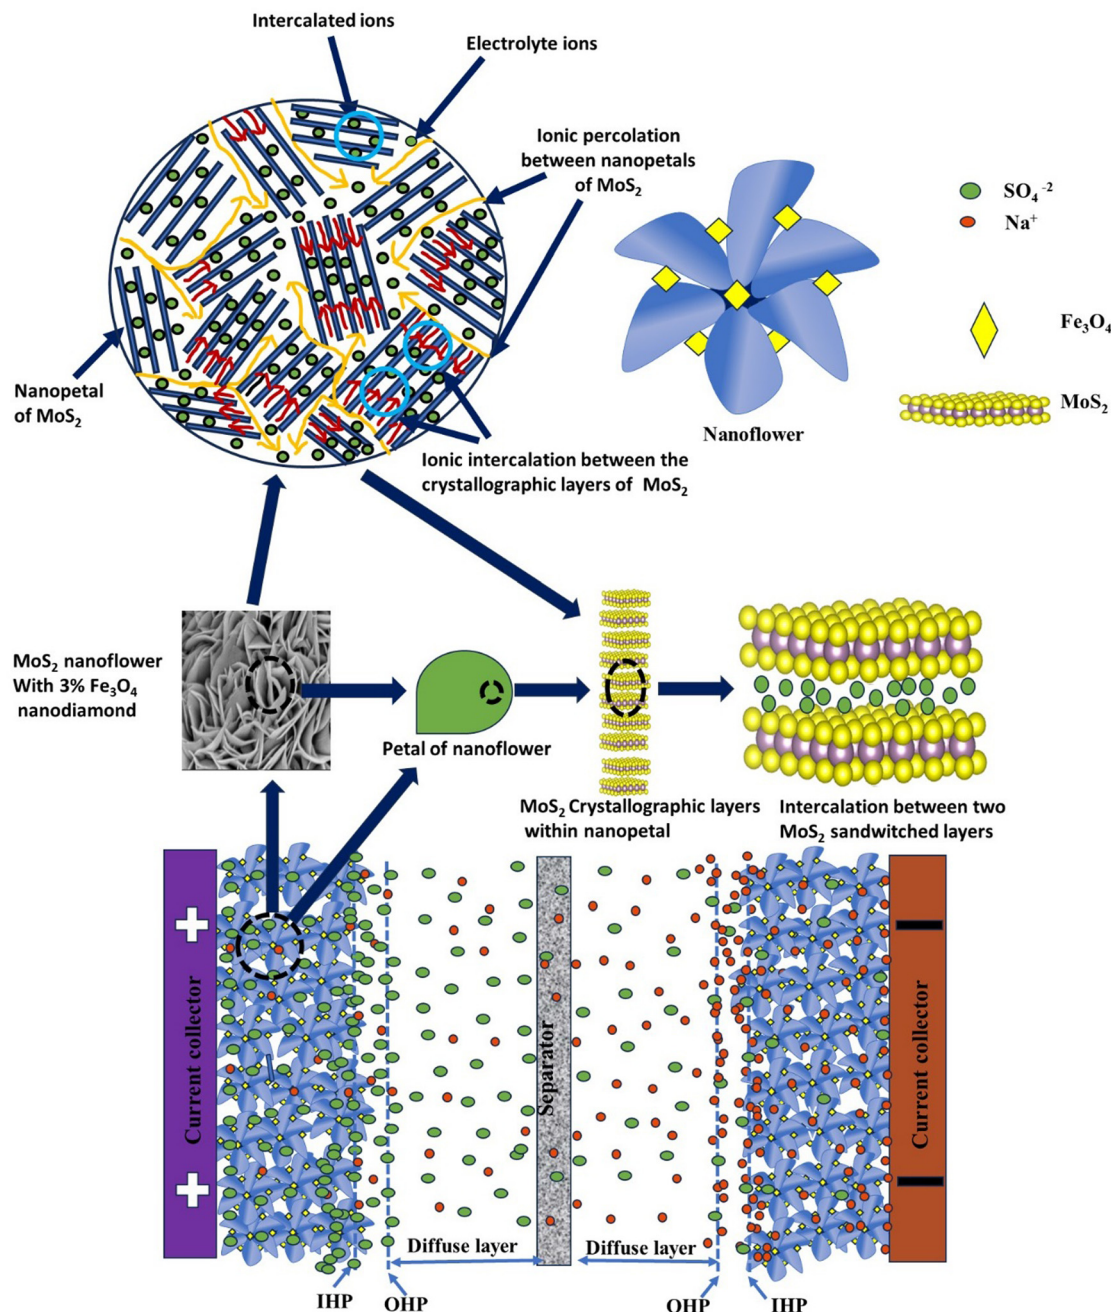 Intercalated ions
Electrolyte ions
Ionic percolation
between nanopetals
of MoS₂
SO₄⁻²
Na⁺
Fe₃O₄
MoS₂
Nanopetal
of MoS₂
Nanoflower
Ionic intercalation between the
crystallographic layers of MoS₂
MoS₂ nanoflower
With 3% Fe₃O₄
nanodiamond
Petal of nanoflower
MoS₂ Crystallographic layers
within nanopetal
Intercalation between two
MoS₂ sandwitched layers
Current collector
Separator
Current collector
Diffuse layer
Diffuse layer
IHP
OHP
OHP
IHP